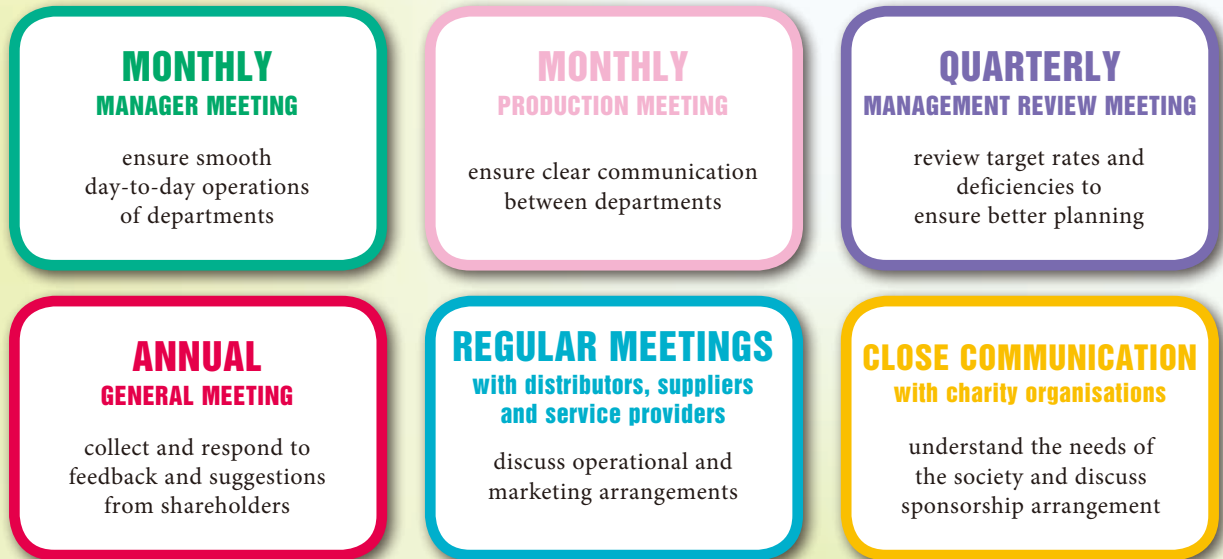 MONTHLY
MANAGER MEETING
ensure smooth
day-to-day operations
of departments
MONTHLY
PRODUCTION MEETING
ensure clear communication
between departments
QUARTERLY
MANAGEMENT REVIEW MEETING
review target rates and
deficiencies to
ensure better planning
ANNUAL
GENERAL MEETING
collect and respond to
feedback and suggestions
from shareholders
REGULAR MEETINGS
with distributors, suppliers
and service providers
discuss operational and
marketing arrangements
CLOSE COMMUNICATION
with charity organisations
understand the needs of
the society and discuss
sponsorship arrangement